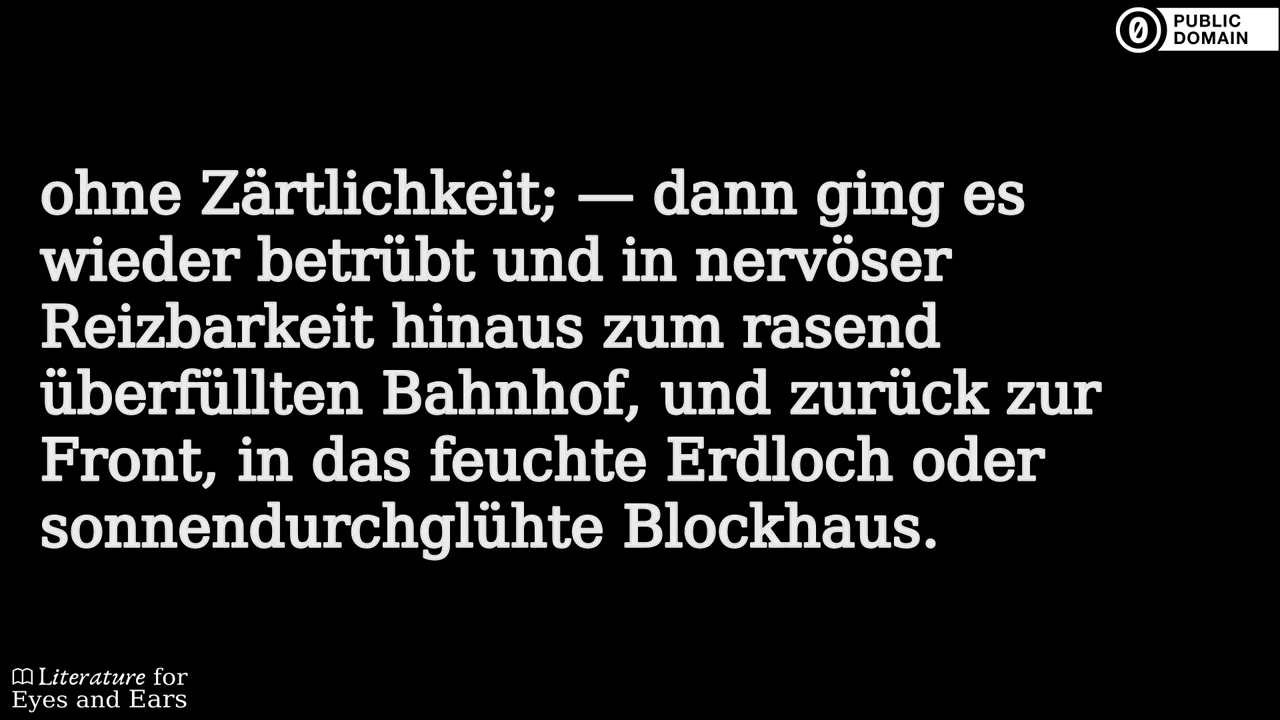 PUBLIC
DOMAIN
ohne Zärtlichkeit; — dann ging es
wieder betrübt und in nervöser
Reizbarkeit hinaus zum rasend
überfüllten Bahnhof, und zurück zur
Front, in das feuchte Erdloch oder
sonnendurchglühte Blockhaus.
Literature for
Eyes and Ears